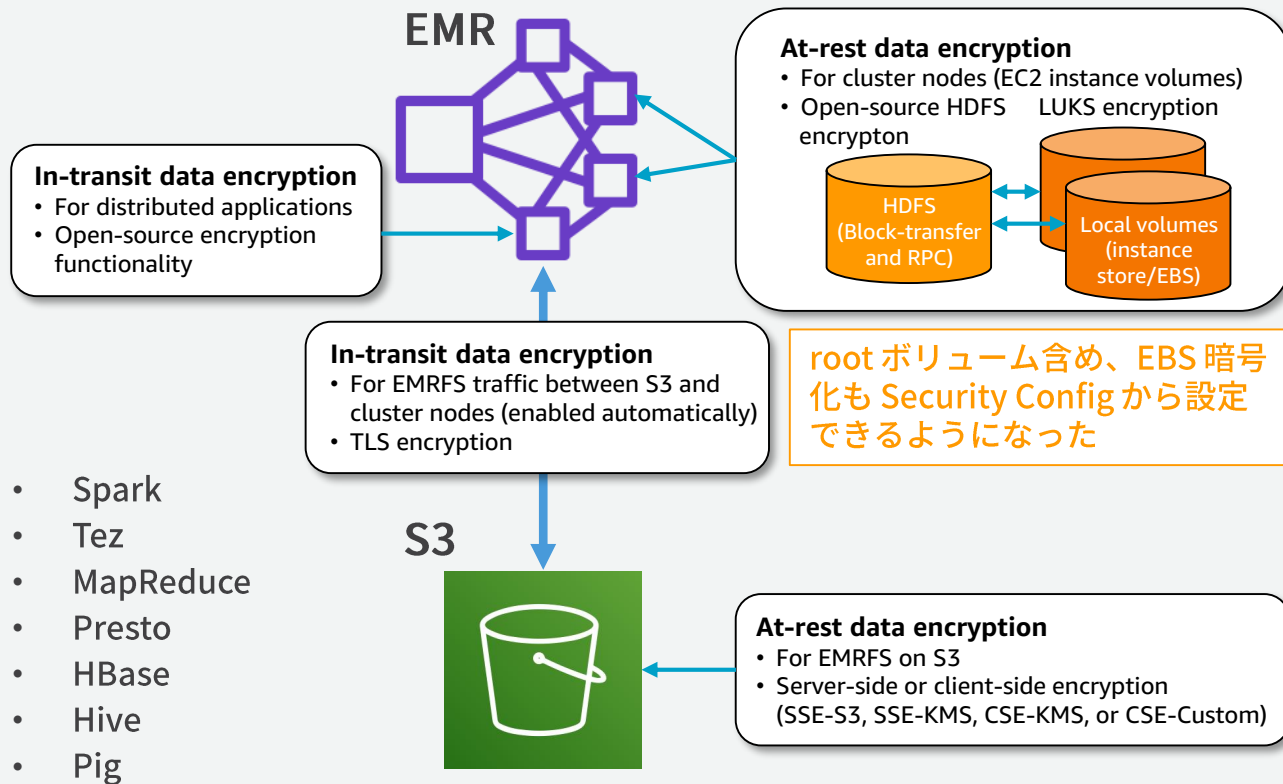 EMR
At-rest data encryption
• For cluster nodes (EC2 instance volumes)
• Open-source HDFS
encrypton
LUKS encryption
HDFS
(Block-transfer
and RPC)
Local volumes
(instance
store/EBS)
In-transit data encryption
• For distributed applications
• Open-source encryption
functionality
In-transit data encryption
• For EMRFS traffic between S3 and
cluster nodes (enabled automatically)
• TLS encryption
root ボリューム含め、EBS 暗号
化も Security Config から設定
できるようになった
• Spark
• Tez
• MapReduce
• Presto
• HBase
• Hive
• Pig
S3
At-rest data encryption
• For EMRFS on S3
• Server-side or client-side encryption
(SSE-S3, SSE-KMS, CSE-KMS, or CSE-Custom)